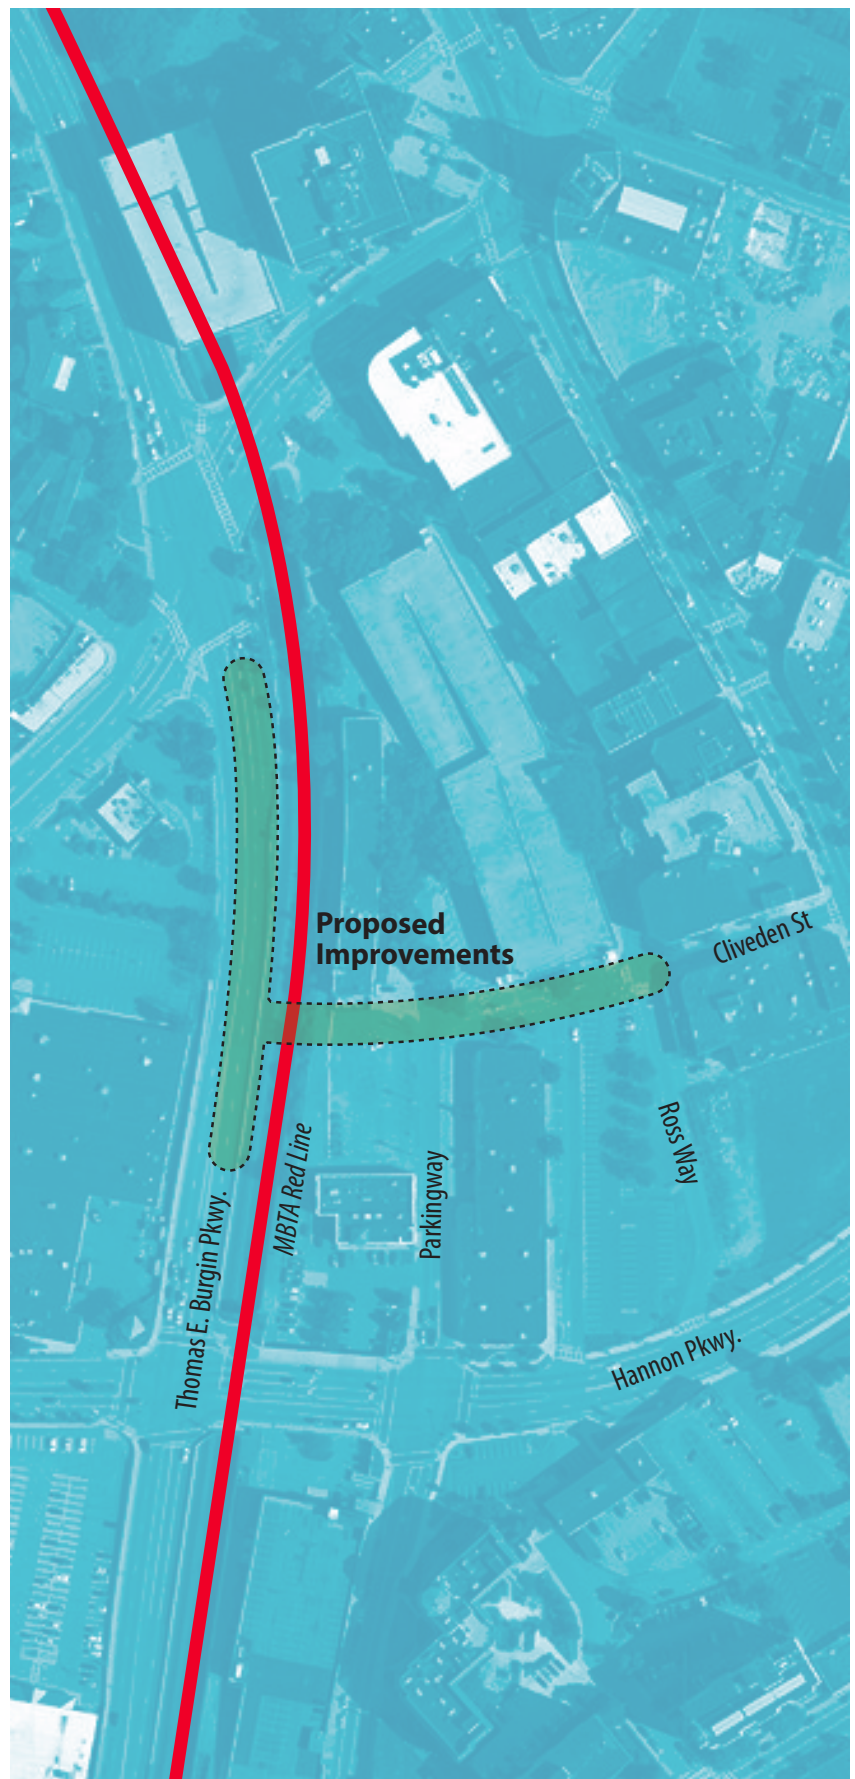 Proposed
Improvements
Cliveden St
Ross Way
MBTA Red Line
Parkingway
Thomas E. Burgin Pkwy.
Hannon Pkwy.